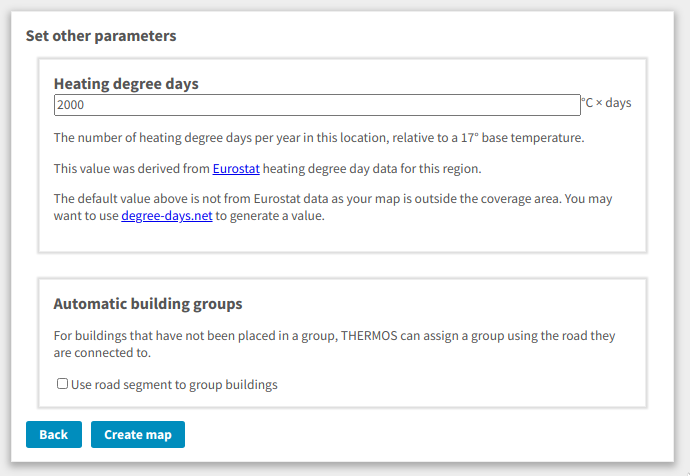 Set other parameters
Heating degree days
2000
°C × days
The number of heating degree days per year in this location, relative to a 17° base temperature.
This value was derived from Eurostat heating degree day data for this region.
The default value above is not from Eurostat data as your map is outside the coverage area. You may
want to use degree-days.net to generate a value.
Automatic building groups
For buildings that have not been placed in a group, THERMOS can assign a group using the road they
are connected to.
Use road segment to group buildings
Back
Create map